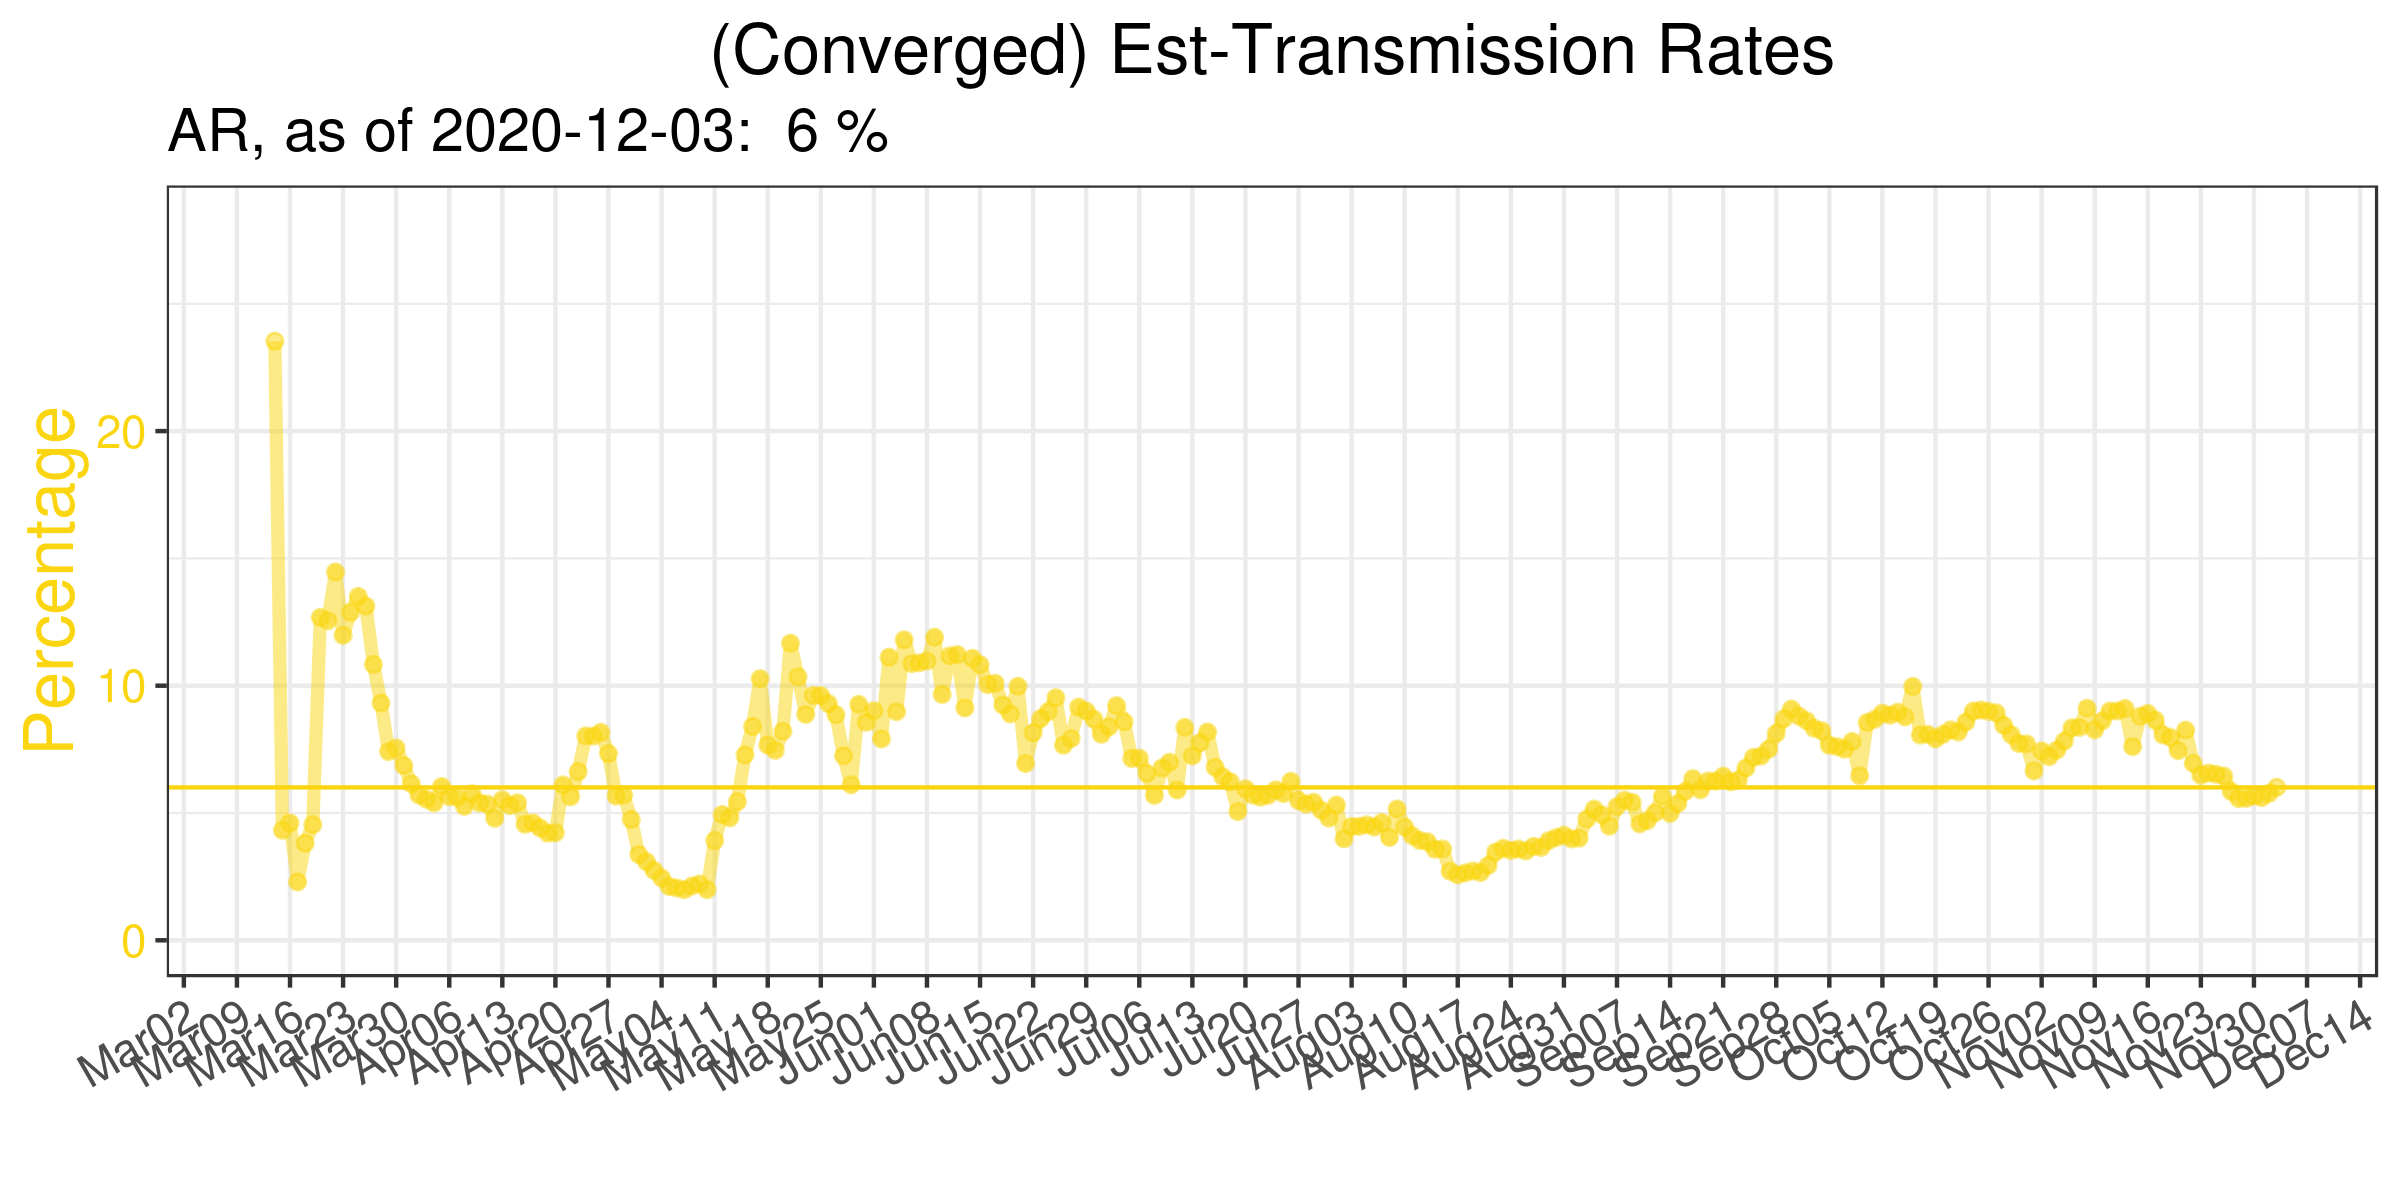 (Converged) Est-Transmission Rates
AR, as of 2020-12-03:  6 %
Percentage
20
10
0
Mar02
Mar09
Mar16
Mar23
Mar30
Apr06
Apr13
Apr20
Apr27
May04
May11
May18
May25
Jun01
Jun08
Jun15
Jun22
Jun29
Jul06
Jul13
Jul20
Jul27
Aug03
Aug10
Aug17
Aug24
Aug31
Sep07
Sep14
Sep21
Sep28
Oct05
Oct12
Oct19
Oct26
Nov02
Nov09
Nov16
Nov23
Nov30
Dec07
Dec14